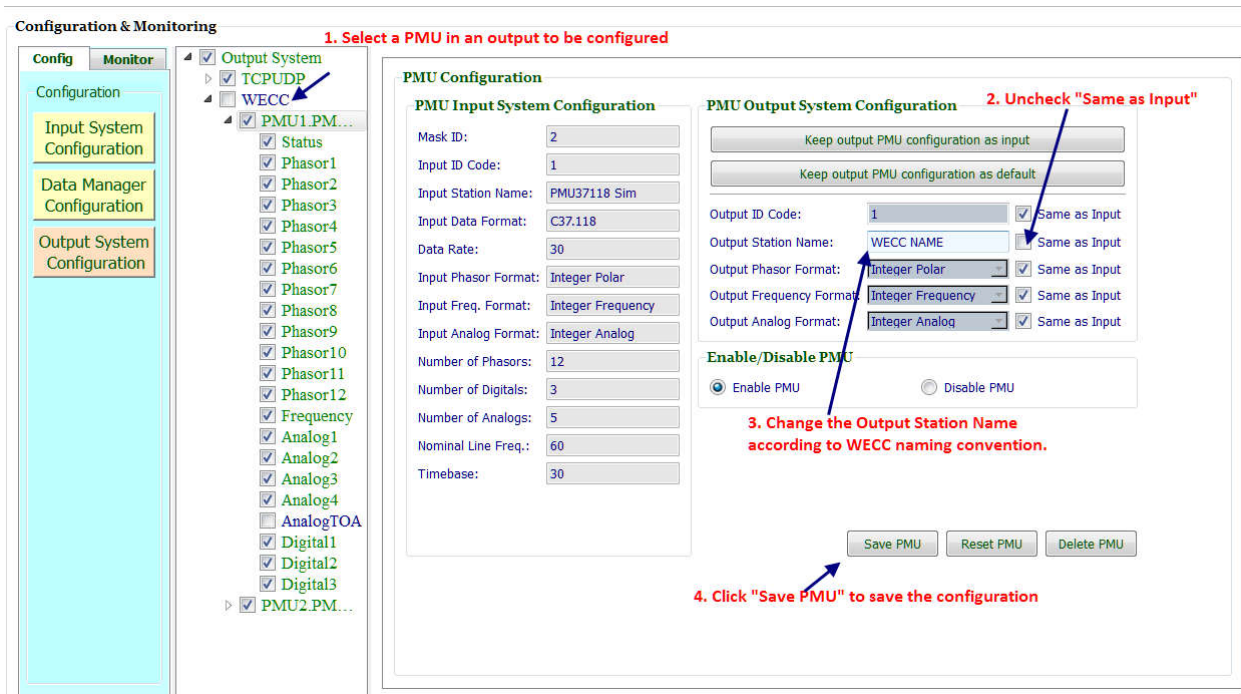 Configuration & Monitoring
1. Select a PMU in an output to be configured
Config
Monitor
Configuration
Input System
Configuration
Data Manager
Configuration
Output System
Configuration
Output System
TCPUDP
WECC
PMU1.PM...
Status
Phasor1
Phasor2
Phasor3
Phasor4
Phasor5
Phasor6
Phasor7
Phasor8
Phasor9
Phasor10
Phasor11
Phasor12
Frequency
Analog1
Analog2
Analog3
Analog4
AnalogTOA
Digital1
Digital2
Digital3
PMU2.PM...
PMU Configuration
PMU Input System Configuration
Mask ID: 2
Input ID Code: 1
Input Station Name: PMU37118 Sim
Input Data Format: C37.118
Data Rate: 30
Input Phasor Format: Integer Polar
Input Freq. Format: Integer Frequency
Input Analog Format: Integer Analog
Number of Phasors: 12
Number of Digitals: 3
Number of Analogs: 5
Nominal Line Freq.: 60
Timebase: 30
PMU Output System Configuration
2. Uncheck "Same as Input"
Keep output PMU configuration as input
Keep output PMU configuration as default
Output ID Code: 1 Same as Input
Output Station Name: WECC NAME Same as Input
Output Phasor Format: Integer Polar Same as Input
Output Frequency Format: Integer Frequency Same as Input
Output Analog Format: Integer Analog Same as Input
Enable/Disable PMU
Enable PMU Disable PMU
3. Change the Output Station Name
according to WECC naming convention.
Save PMU Reset PMU Delete PMU
4. Click "Save PMU" to save the configuration